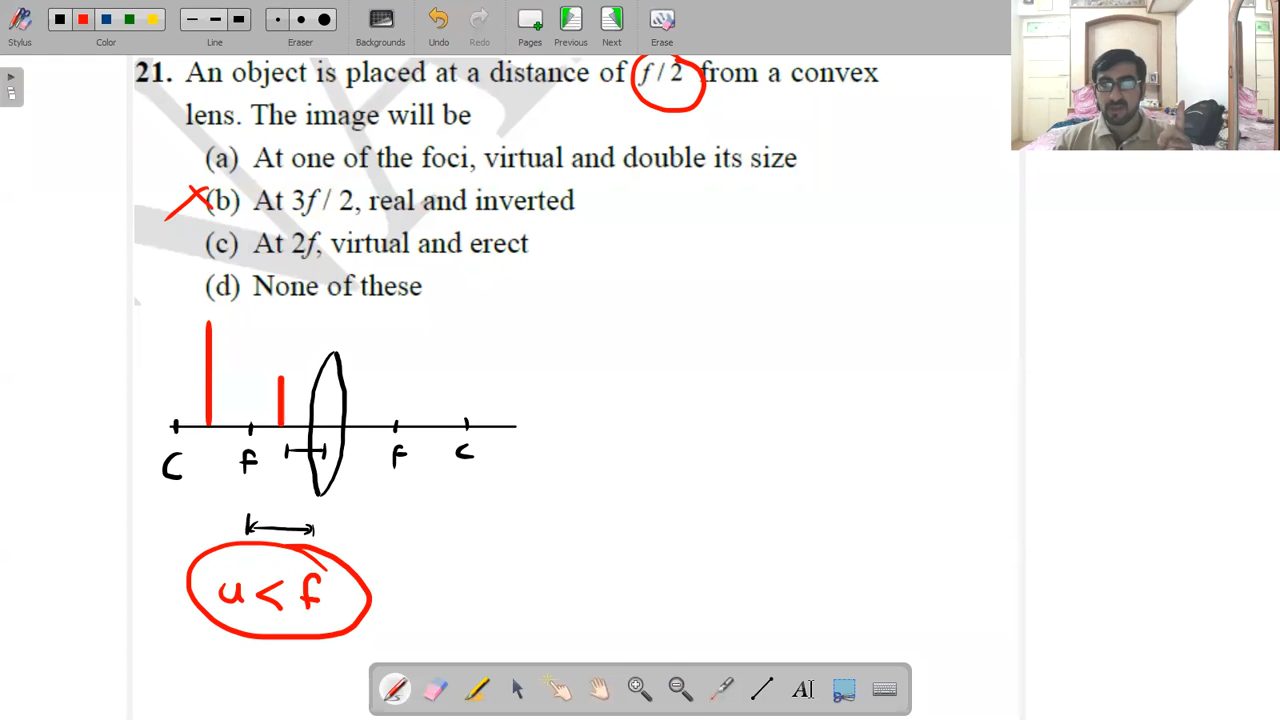 Stylus
Color
Line
Eraser
Backgrounds
Undo
Redo
Pages
Previous
Next
Erase
21. An object is placed at a distance of f / 2 from a convex
lens. The image will be
(a) At one of the foci, virtual and double its size
(b) At 3f / 2, real and inverted
(c) At 2f, virtual and erect
(d) None of these
C F F C
u < f
AI